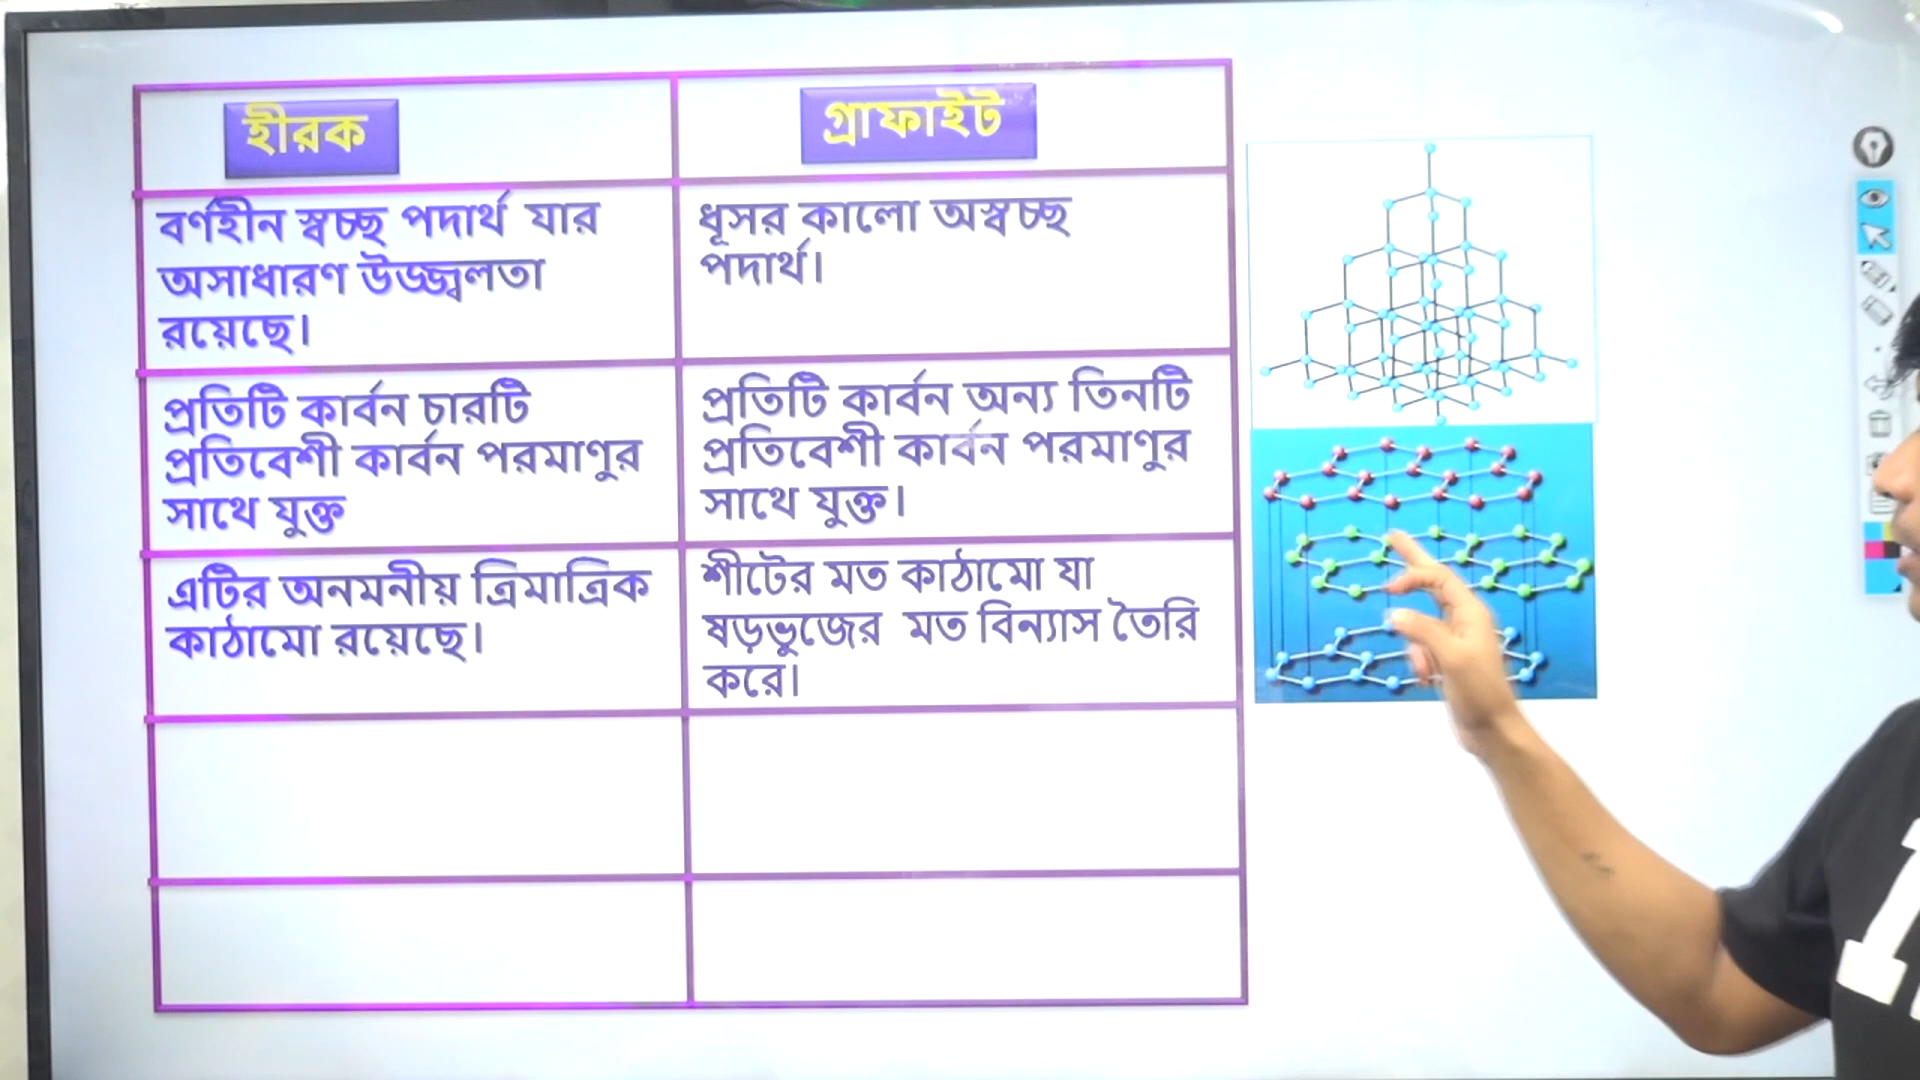 হীরক
গ্রাফাইট
বর্ণহীন স্বচ্ছ পদার্থ যার
অসাধারণ উজ্জ্বলতা
রয়েছে।
ধূসর কালো অস্বচ্ছ
পদার্থ।
প্রতিটি কার্বন চারটি
প্রতিবেশী কার্বন পরমাণুর
সাথে যুক্ত
প্রতিটি কার্বন অন্য তিনটি
প্রতিবেশী কার্বন পরমাণুর
সাথে যুক্ত।
এটির অনমনীয় ত্রিমাত্রিক
কাঠামো রয়েছে।
শীটের মত কাঠামো যা
ষড়ভুজের মত বিন্যাস তৈরি
করে।